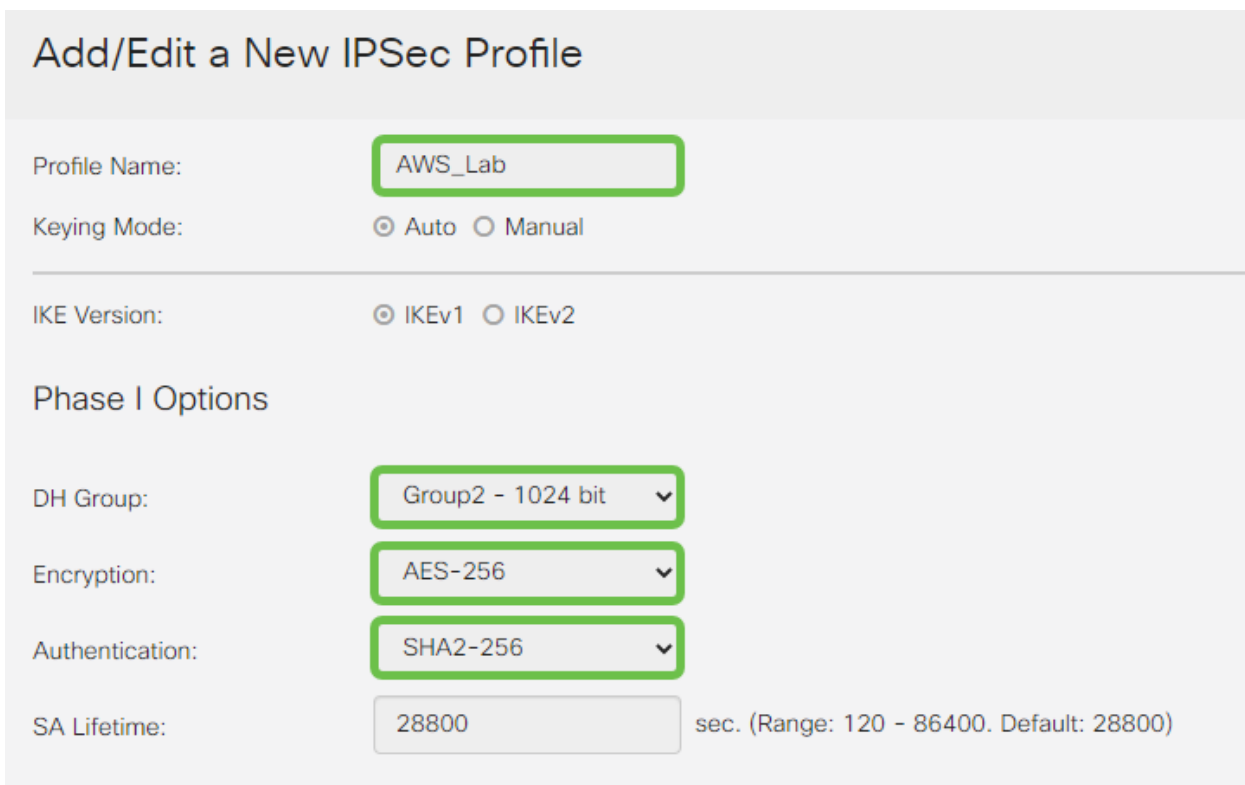 Add/Edit a New IPSec Profile
Profile Name: AWS_Lab
Keying Mode: Auto Manual
IKE Version: IKEv1 IKEv2
Phase I Options
DH Group: Group2 - 1024 bit
Encryption: AES-256
Authentication: SHA2-256
SA Lifetime: 28800 sec. (Range: 120 - 86400. Default: 28800)